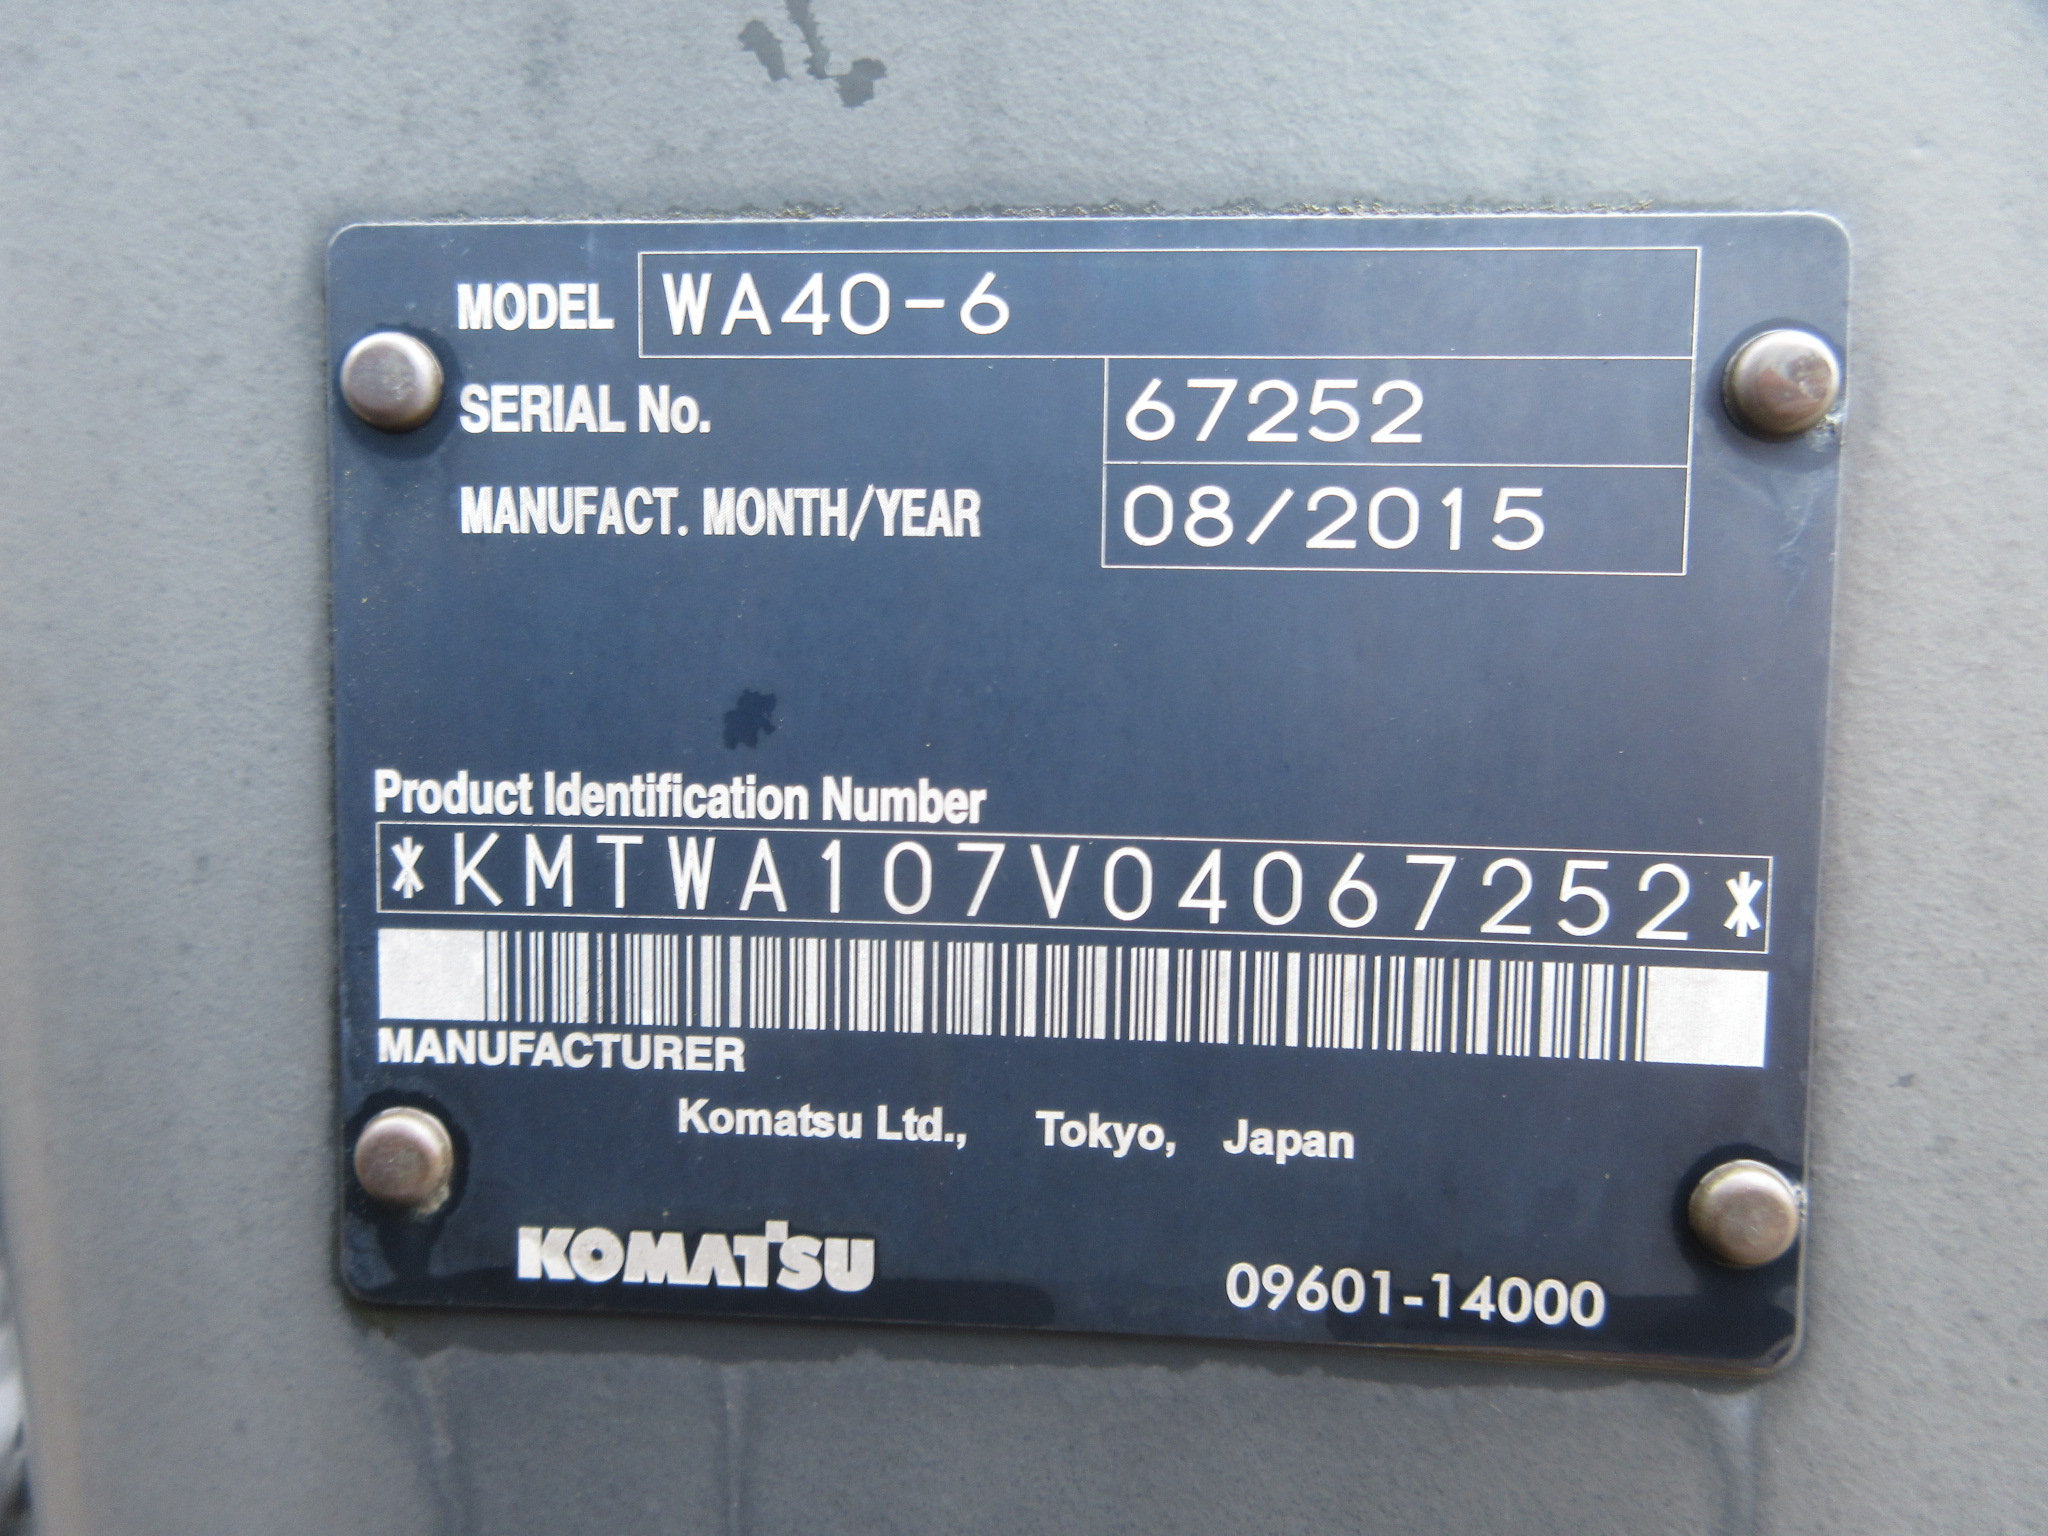 MODEL WA40-6
SERIAL No. 67252
MANUFACT. MONTH/YEAR 08/2015
Product Identification Number
*KMTWA107V04067252*
MANUFACTURER
Komatsu Ltd., Tokyo, Japan
KOMATSU 09601-14000